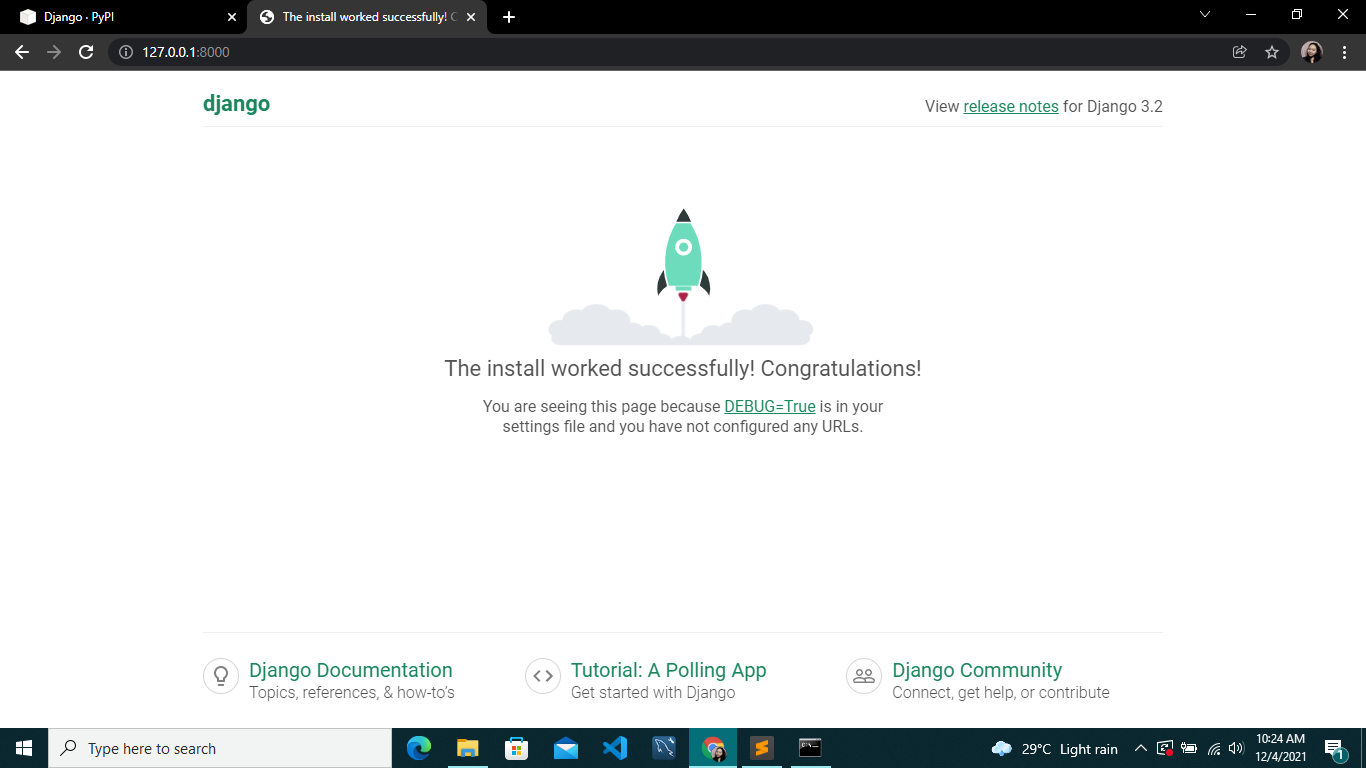 Django · PyPI
The install worked successfully! C
127.0.0.1:8000
django
View release notes for Django 3.2
The install worked successfully! Congratulations!
You are seeing this page because DEBUG=True is in your
settings file and you have not configured any URLs.
Django Documentation
Topics, references, & how-to's
Tutorial: A Polling App
Get started with Django
Django Community
Connect, get help, or contribute
Type here to search
29°C Light rain
10:24 AM
12/4/2021
1